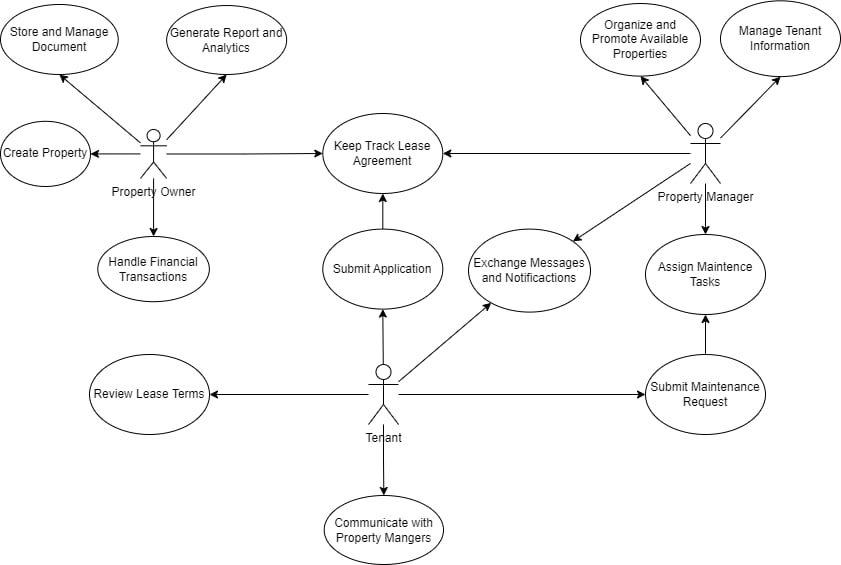 Store and Manage
Document
Generate Report and
Analytics
Organize and
Promote Available
Properties
Manage Tenant
Information
Create Property
Keep Track Lease
Agreement
Property Owner
Property Manager
Handle Financial
Transactions
Submit Application
Exchange Messages
and Notificactions
Assign Maintence
Tasks
Review Lease Terms
Submit Maintenance
Request
Tenant
Communicate with
Property Mangers